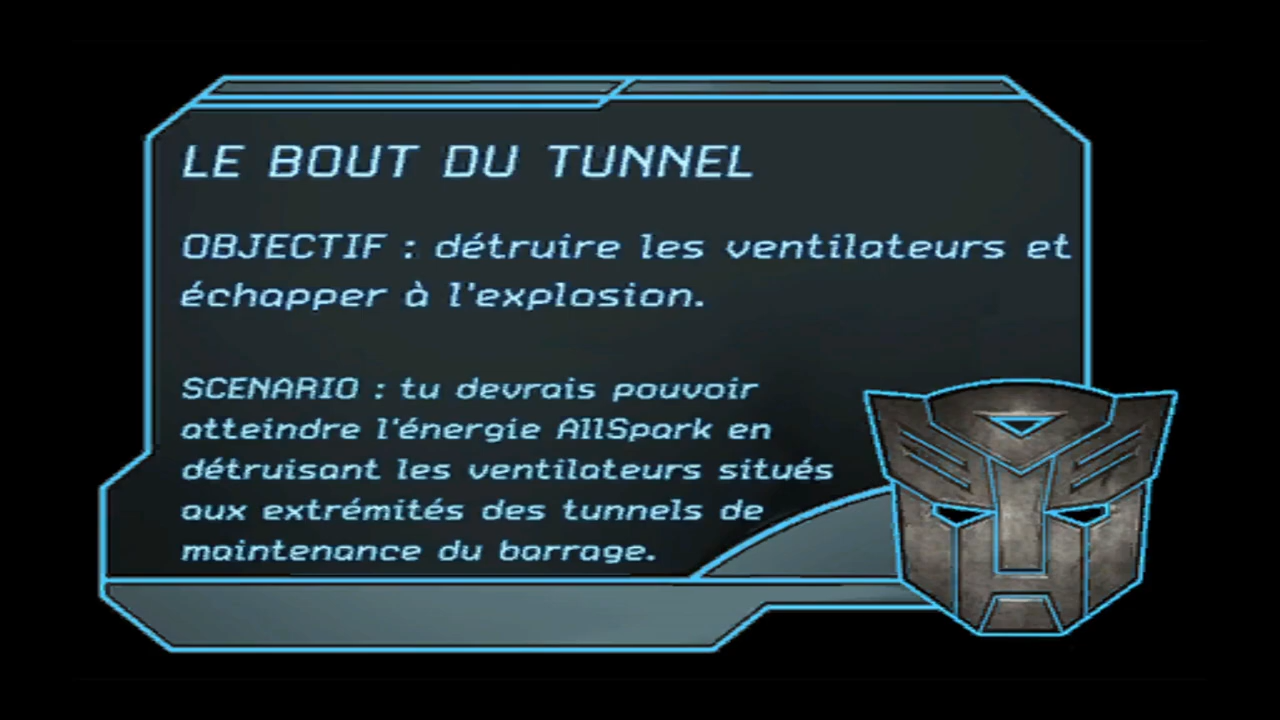 LE BOUT DU TUNNEL
OBJECTIF : détruire les ventilateurs et
échapper à l'explosion.
SCENARIO : tu devrais pouvoir
atteindre l'énergie AllSpark en
détruisant les ventilateurs situés
aux extrémités des tunnels de
maintenance du barrage.